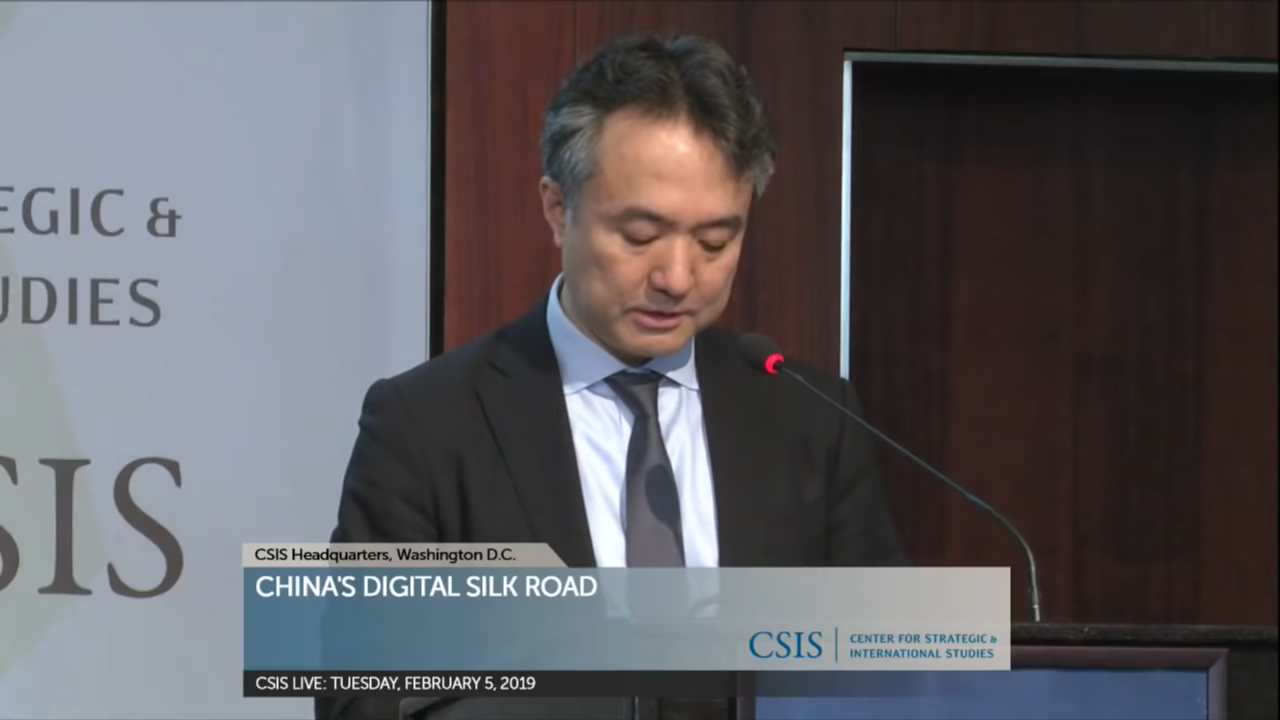 EGIC &
UDIES
SIS
CSIS Headquarters, Washington D.C.
CHINA'S DIGITAL SILK ROAD
CSIS
CENTER FOR STRATEGIC &
INTERNATIONAL STUDIES
CSIS LIVE: TUESDAY, FEBRUARY 5, 2019